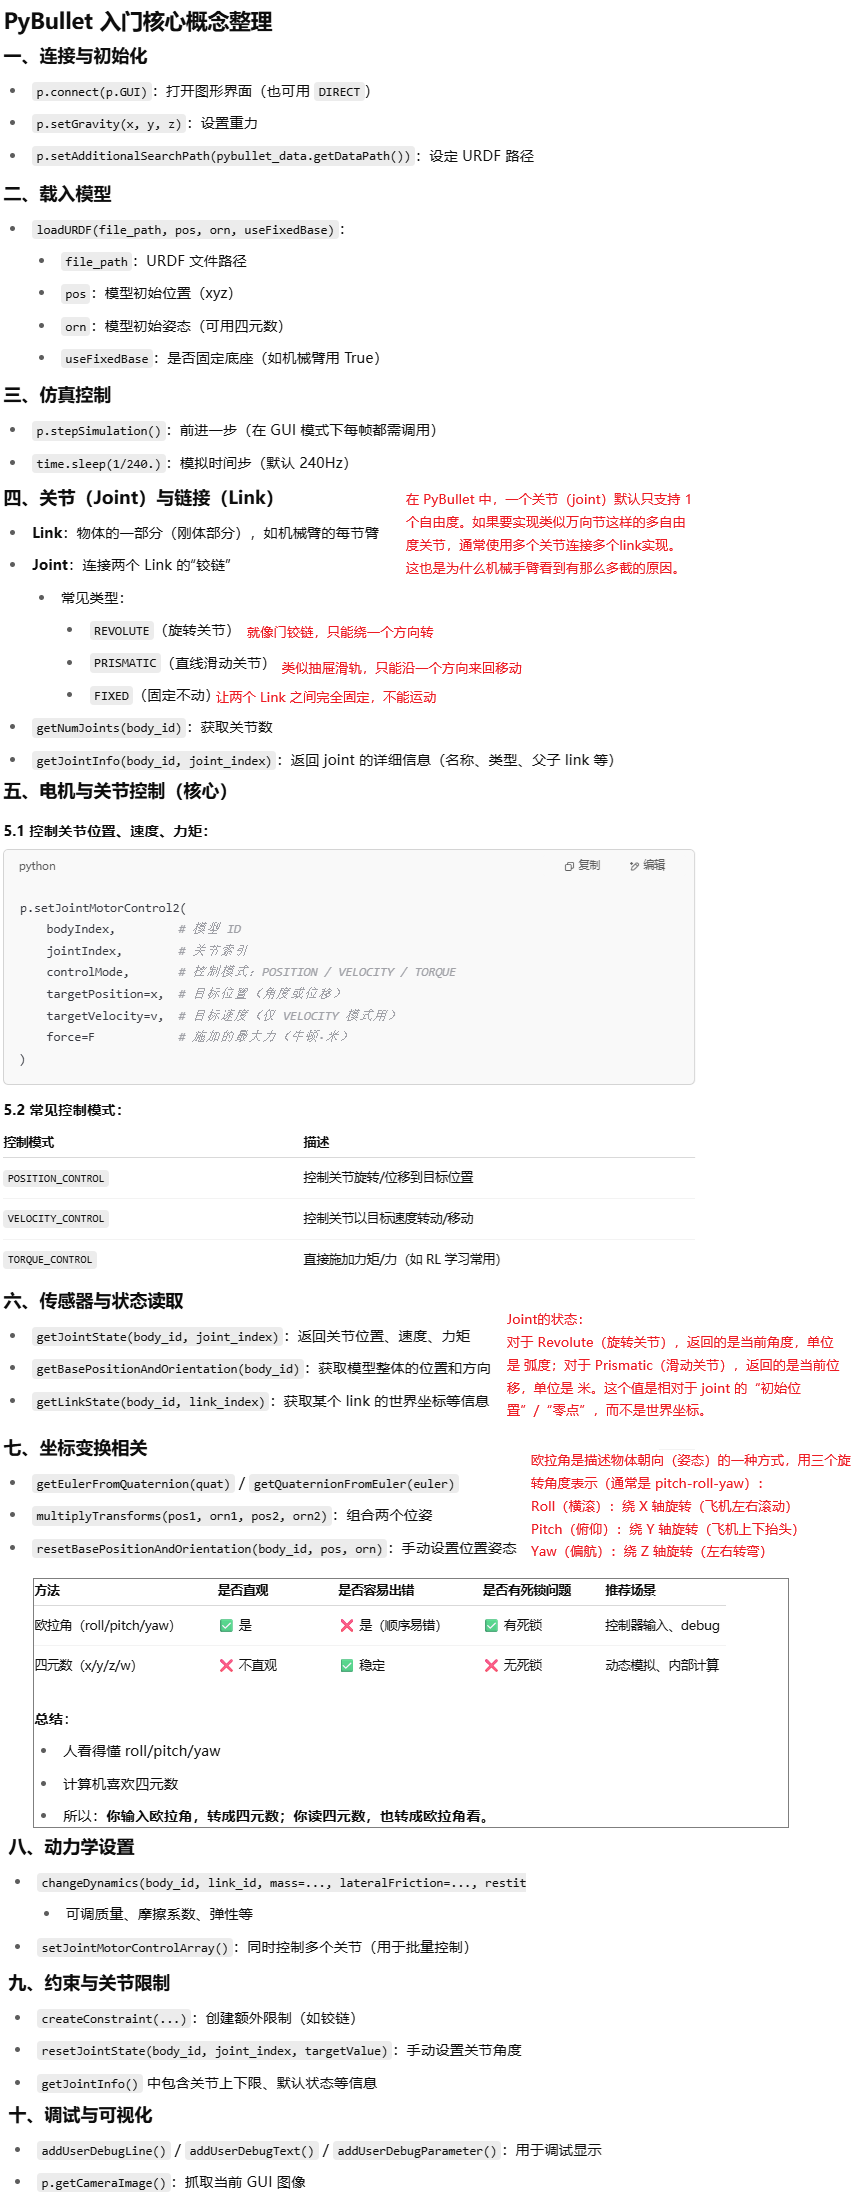 PyBullet 入门核心概念整理
一、连接与初始化
p.connect(p.GUI)：打开图形界面（也可用 DIRECT）
p.setGravity(x, y, z)：设置重力
p.setAdditionalSearchPath(pybullet_data.getDataPath())：设定 URDF 路径
二、载入模型
loadURDF(file_path, pos, orn, useFixedBase)：
file_path：URDF 文件路径
pos：模型初始位置（xyz）
orn：模型初始姿态（可用四元数）
useFixedBase：是否固定底座（如机械臂用 True）
三、仿真控制
p.stepSimulation()：前进一步（在 GUI 模式下每帧都需调用）
time.sleep(1/240.)：模拟时间步（默认 240Hz）
四、关节（Joint）与链接（Link）
在 PyBullet 中，一个关节（joint）默认只支持 1
个自由度。如果要实现类似万向节这样的多自由
度关节，通常使用多个关节连接多个link实现。
这也是为什么机械手臂看到有那么多截的原因。
Link：物体的一部分（刚体部分），如机械臂的每节臂
Joint：连接两个 Link 的“铰链”
常见类型：
REVOLUTE（旋转关节） 就像门铰链，只能绕一个方向转
PRISMATIC（直线滑动关节） 类似抽屉滑轨，只能沿一个方向来回移动
FIXED（固定不动） 让两个 Link 之间完全固定，不能运动
getNumJoints(body_id)：获取关节数
getJointInfo(body_id, joint_index)：返回 joint 的详细信息（名称、类型、父子 link 等）
五、电机与关节控制（核心）
5.1 控制关节位置、速度、力矩：
python 复制 编辑
p.setJointMotorControl2(
bodyIndex, # 模型 ID
jointIndex, # 关节索引
controlMode, # 控制模式：POSITION / VELOCITY / TORQUE
targetPosition=x, # 目标位置（角度或位移）
targetVelocity=v, # 目标速度（仅 VELOCITY 模式用）
force=F # 施加的最大力（牛顿·米）
)
5.2 常见控制模式：
控制模式 描述
POSITION_CONTROL 控制关节旋转/位移到目标位置
VELOCITY_CONTROL 控制关节以目标速度转动/移动
TORQUE_CONTROL 直接施加力矩/力（如 RL 学习常用）
六、传感器与状态读取
getJointState(body_id, joint_index)：返回关节位置、速度、力矩
getBasePositionAndOrientation(body_id)：获取模型整体的位置和方向
getLinkState(body_id, link_index)：获取某个 link 的世界坐标等信息
Joint的状态：
对于 Revolute（旋转关节），返回的是当前角度，单位
是 弧度；对于 Prismatic（滑动关节），返回的是当前位
移，单位是 米。这个值是相对于 joint 的“初始位
置” / “零点”，而不是世界坐标。
七、坐标变换相关
getEulerFromQuaternion(quat) / getQuaternionFromEuler(euler)
multiplyTransforms(pos1, orn1, pos2, orn2)：组合两个位姿
resetBasePositionAndOrientation(body_id, pos, orn)：手动设置位置姿态
欧拉角是描述物体朝向（姿态）的一种方式，用三个旋
转角度表示（通常是 pitch-roll-yaw）：
Roll（横滚）：绕 X 轴旋转（飞机左右滚动）
Pitch（俯仰）：绕 Y 轴旋转（飞机上下抬头）
Yaw（偏航）：绕 Z 轴旋转（左右转弯）
方法 是否直观 是否容易出错 是否有死锁问题 推荐场景
欧拉角（roll/pitch/yaw） ✅ 是 ❌ 是（顺序易错） ✅ 有死锁 控制器输入、debug
四元数（x/y/z/w） ❌ 不直观 ✅ 稳定 ❌ 无死锁 动态模拟、内部计算
总结：
人看得懂 roll/pitch/yaw
计算机喜欢四元数
所以：你输入欧拉角，转成四元数；你读四元数，也转成欧拉角看。
八、动力学设置
changeDynamics(body_id, link_id, mass=..., lateralFriction=..., restit
可调质量、摩擦系数、弹性等
setJointMotorControlArray()：同时控制多个关节（用于批量控制）
九、约束与关节限制
createConstraint(...)：创建额外限制（如铰链）
resetJointState(body_id, joint_index, targetValue)：手动设置关节角度
getJointInfo() 中包含关节上下限、默认状态等信息
十、调试与可视化
addUserDebugLine() / addUserDebugText() / addUserDebugParameter()：用于调试显示
p.getCameraImage()：抓取当前 GUI 图像